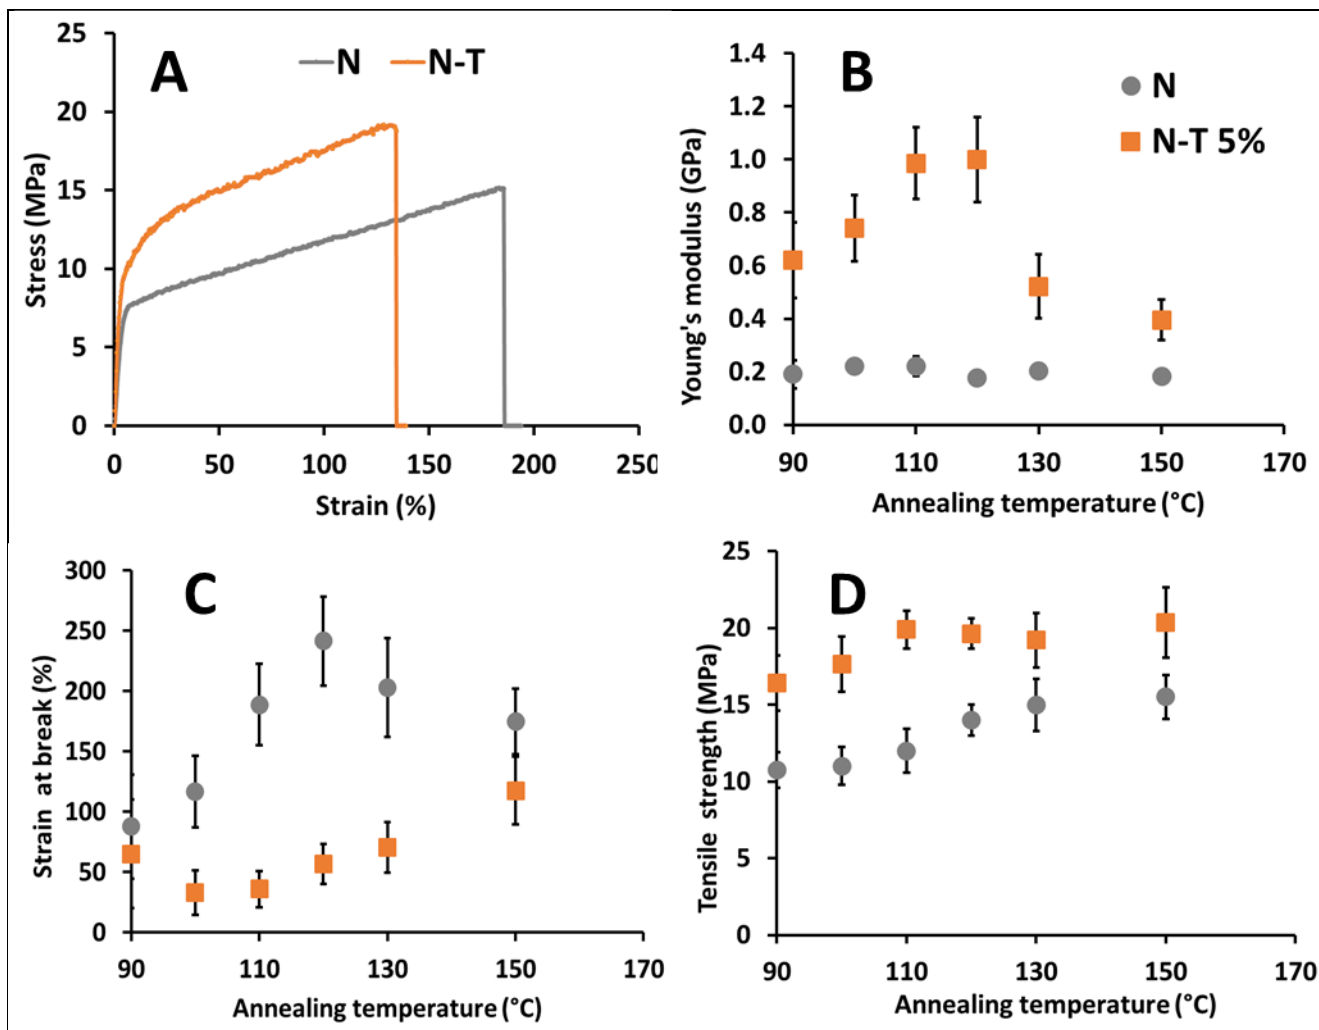 A
N
N-T
25
20
15
10
5
0
Stress (MPa)
0 50 100 150 200 250
Strain (%)
B
N
N-T 5%
1.4
1.2
1.0
0.8
0.6
0.4
0.2
0.0
Young's modulus (GPa)
90 110 130 150 170
Annealing temperature (°C)
C
300
250
200
150
100
50
0
Strain at break (%)
90 110 130 150 170
Annealing temperature (°C)
D
25
20
15
10
5
0
Tensile strength (MPa)
90 110 130 150 170
Annealing temperature (°C)